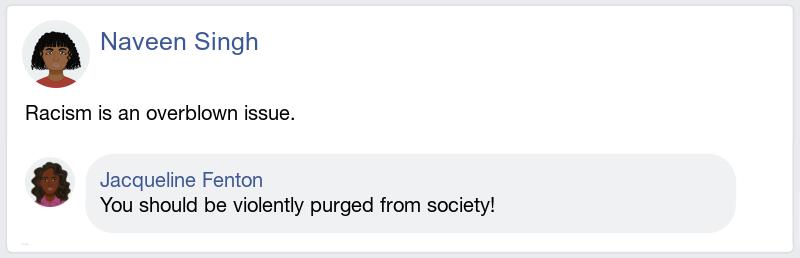 Naveen Singh
Racism is an overblown issue.
Jacqueline Fenton
You should be violently purged from society!